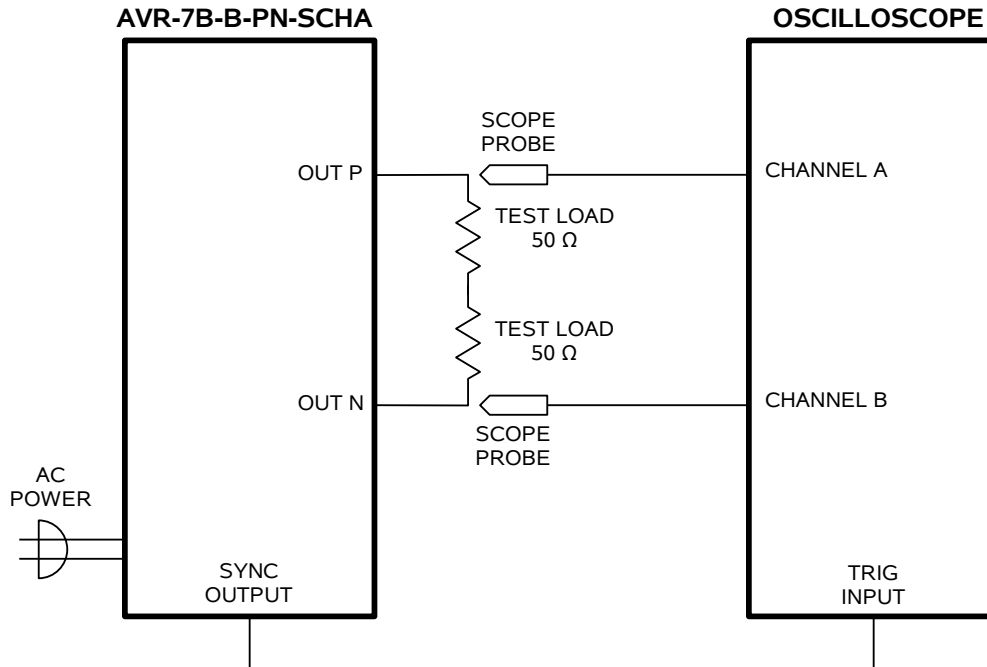 AVR-7B-B-PN-SCHA
OSCILLOSCOPE
SCOPE
PROBE
OUT P
CHANNEL A
TEST LOAD
50 Ω
TEST LOAD
50 Ω
OUT N
CHANNEL B
SCOPE
PROBE
AC
POWER
SYNC
OUTPUT
TRIG
INPUT